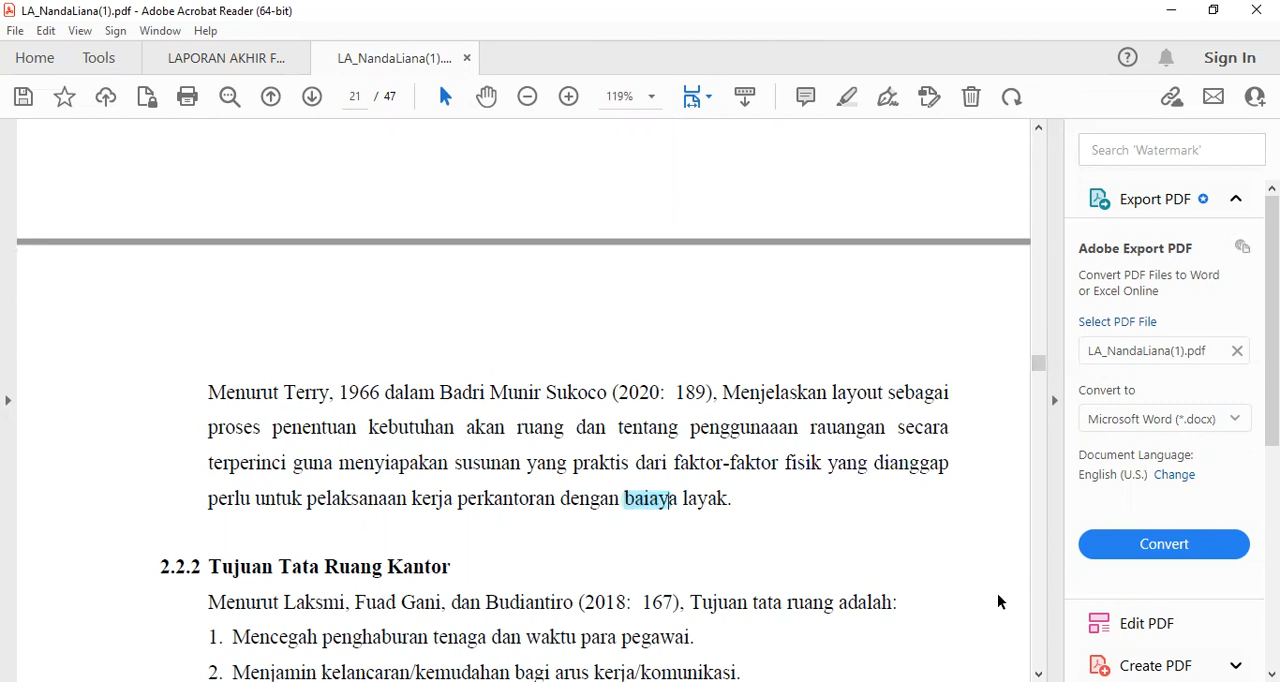 LA_NandaLiana(1).pdf - Adobe Acrobat Reader (64-bit)
File Edit View Sign Window Help
Home Tools LAPORAN AKHIR F... LA_NandaLiana(1).... × Sign In
21 / 47 119%
Search 'Watermark'
Export PDF
Adobe Export PDF
Convert PDF Files to Word
or Excel Online
Select PDF File
LA_NandaLiana(1).pdf
Convert to
Microsoft Word (*.docx)
Document Language:
English (U.S.) Change
Convert
Edit PDF
Create PDF
Menurut Terry, 1966 dalam Badri Munir Sukoco (2020: 189), Menjelaskan layout sebagai
proses penentuan kebutuhan akan ruang dan tentang penggunaaan rauangan secara
terperinci guna menyiapakan susunan yang praktis dari faktor-faktor fisik yang dianggap
perlu untuk pelaksanaan kerja perkantoran dengan baiaya layak.
2.2.2 Tujuan Tata Ruang Kantor
Menurut Laksmi, Fuad Gani, dan Budiantiro (2018: 167), Tujuan tata ruang adalah:
1. Mencegah penghaburan tenaga dan waktu para pegawai.
2. Menjamin kelancaran/kemudahan bagi arus kerja/komunikasi.